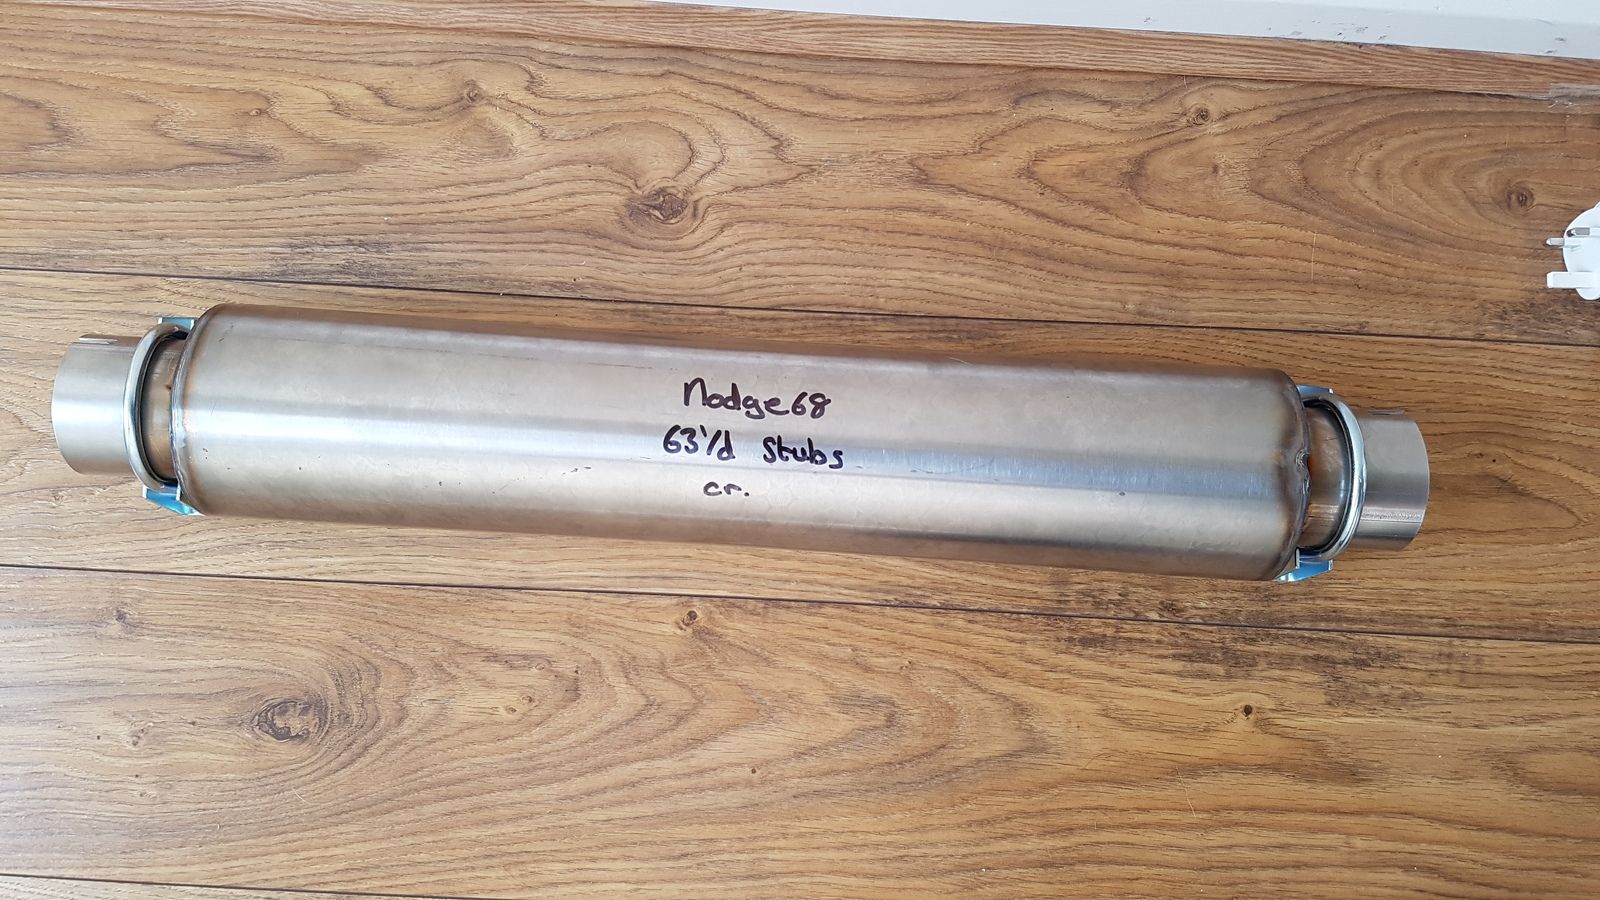 Nodge68
63'/d stubs
cr.